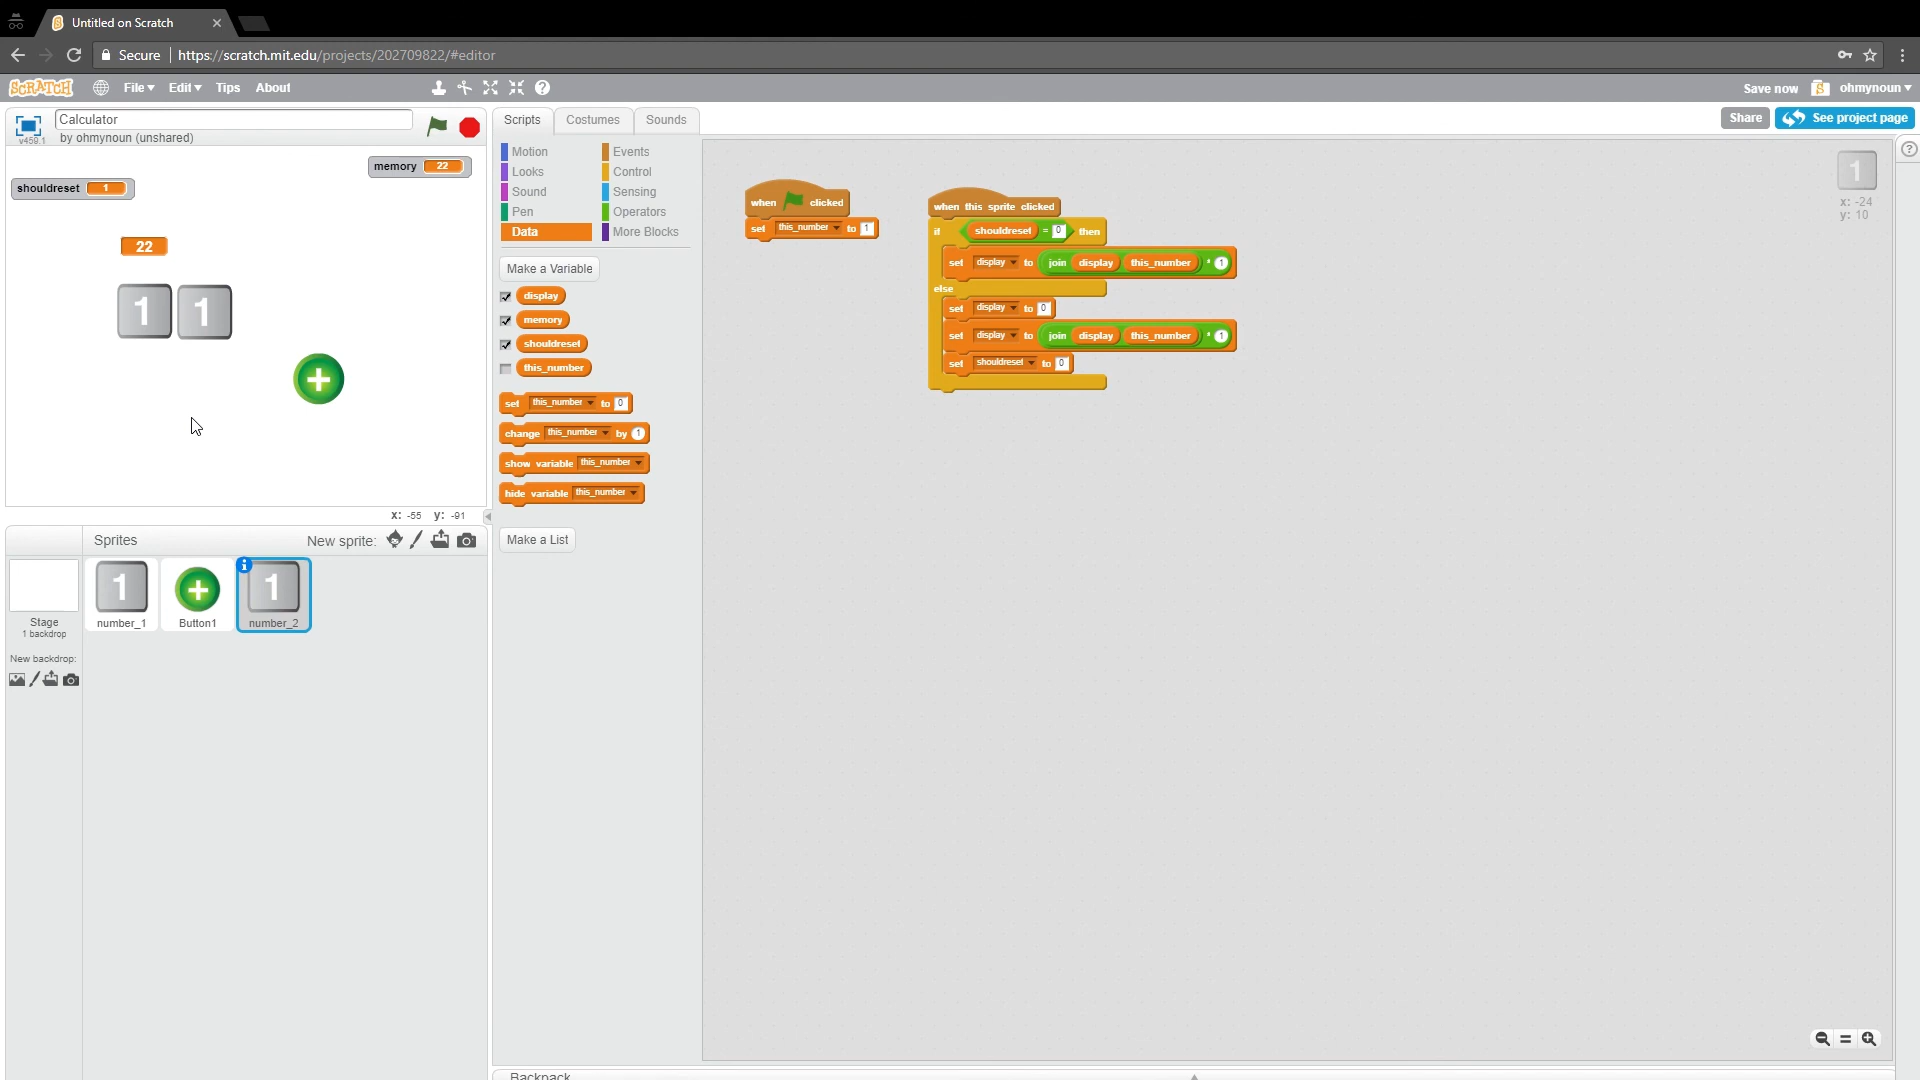 Untitled on Scratch
Secure https://scratch.mit.edu/projects/202709822/#editor
SCRATCH File Edit Tips About
Save now ohmynoun
Calculator
v459.1 by ohmynoun (unshared)
Scripts Costumes Sounds
Share See project page
memory 22
shouldreset 1
22
1 1
Motion Events
Looks Control
Sound Sensing
Pen Operators
Data More Blocks
Make a Variable
display
memory
shouldreset
this_number
set this_number to 0
change this_number by 1
show variable this_number
hide variable this_number
Make a List
when clicked
set this_number to 1
when this sprite clicked
if shouldreset = 0 then
set display to join display this_number * 1
else
set display to 0
set display to join display this_number * 1
set shouldreset to 0
1
x: -24
y: 10
x: -55 y: -91
Sprites New sprite:
Stage
1 backdrop
New backdrop:
1
number_1
Button1
1
number_2
Backpack